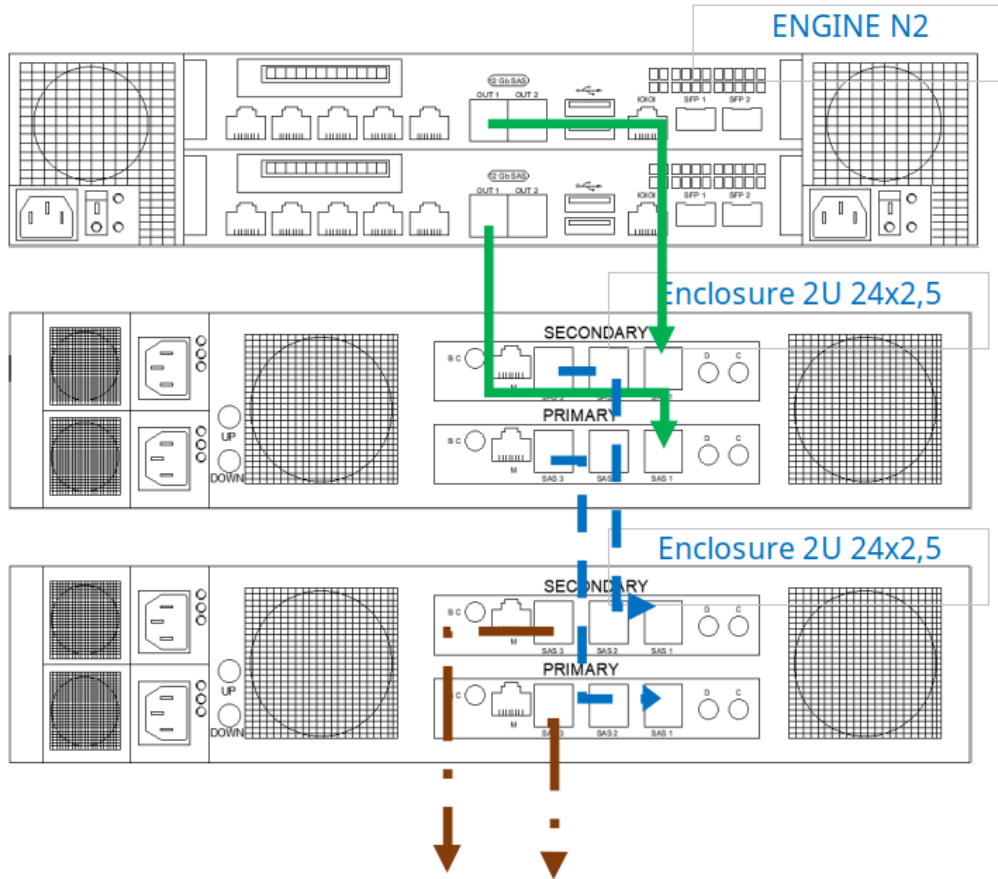 ENGINE N2
12 Gb SAS
OUT 1 OUT 2
IOIOI SFP 1 SFP 2
12 Gb SAS
OUT 1 OUT 2
IOIOI SFP 1 SFP 2
Enclosure 2U 24x2,5
SECONDARY
B C D C
M
UP
DOWN
PRIMARY
B C D C
M
SAS 3 SAS 1
Enclosure 2U 24x2,5
SECONDARY
B C D C
M
SAS 3 SAS 2 SAS 1
UP
DOWN
PRIMARY
C D C
M
SAS 2 SAS 1